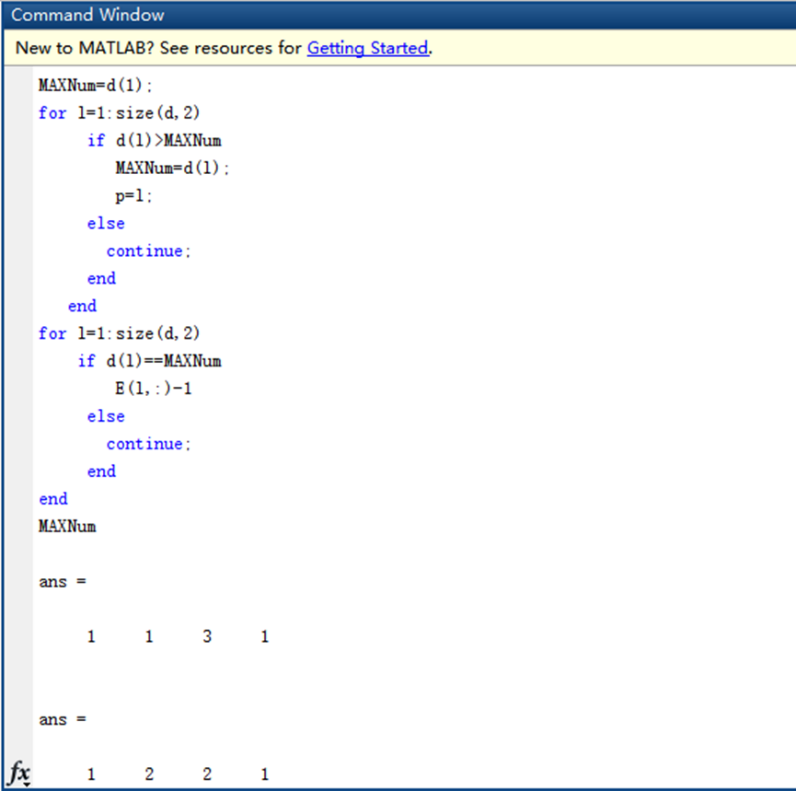 Command Window
New to MATLAB? See resources for Getting Started.
MAXNum=d(1);
for l=1:size(d,2)
if d(l)>MAXNum
MAXNum=d(l);
p=l;
else
continue;
end
end
for l=1:size(d,2)
if d(l)==MAXNum
E(l,:)-1
else
continue;
end
end
MAXNum
ans =
1 1 3 1
ans =
fx 1 2 2 1